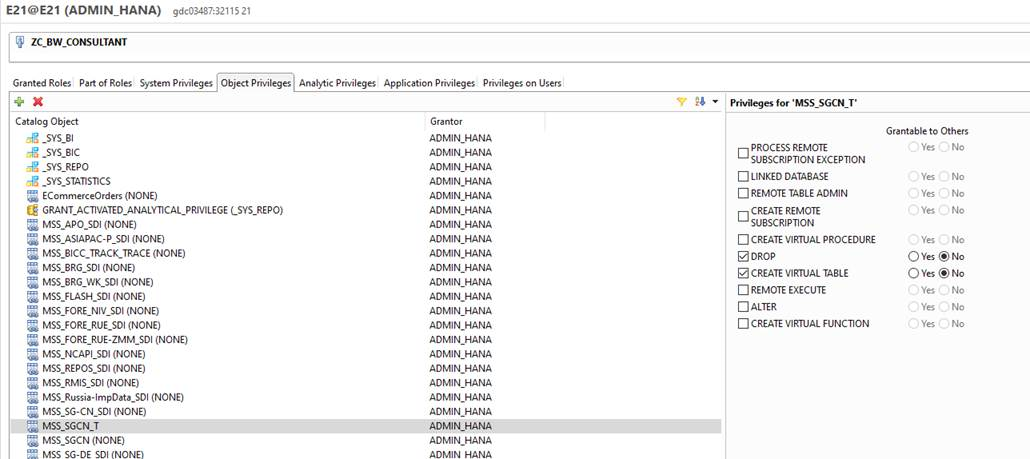 E21@E21 (ADMIN_HANA) gdc03487:32115 21
ZC_BW_CONSULTANT
Granted Roles Part of Roles System Privileges Object Privileges Analytic Privileges Application Privileges Privileges on Users
Catalog Object Grantor
_SYS_BI ADMIN_HANA
_SYS_BIC ADMIN_HANA
_SYS_REPO ADMIN_HANA
_SYS_STATISTICS ADMIN_HANA
ECommerceOrders (NONE) ADMIN_HANA
GRANT_ACTIVATED_ANALYTICAL_PRIVILEGE (_SYS_REPO) ADMIN_HANA
MSS_APO_SDI (NONE) ADMIN_HANA
MSS_ASIAPAC-P_SDI (NONE) ADMIN_HANA
MSS_BICC_TRACK_TRACE (NONE) ADMIN_HANA
MSS_BRG_SDI (NONE) ADMIN_HANA
MSS_BRG_WK_SDI (NONE) ADMIN_HANA
MSS_FLASH_SDI (NONE) ADMIN_HANA
MSS_FORE_NIV_SDI (NONE) ADMIN_HANA
MSS_FORE_RUE_SDI (NONE) ADMIN_HANA
MSS_FORE_RUE-ZMM_SDI (NONE) ADMIN_HANA
MSS_NCAPI_SDI (NONE) ADMIN_HANA
MSS_REPOS_SDI (NONE) ADMIN_HANA
MSS_RMIS_SDI (NONE) ADMIN_HANA
MSS_Russia-ImpData_SDI (NONE) ADMIN_HANA
MSS_SG-CN_SDI (NONE) ADMIN_HANA
MSS_SGCN_T ADMIN_HANA
MSS_SGCN (NONE) ADMIN_HANA
MSS_SG-DE_SDI (NONE) ADMIN_HANA
Privileges for 'MSS_SGCN_T'
Grantable to Others
PROCESS REMOTE Yes No
SUBSCRIPTION EXCEPTION
LINKED DATABASE Yes No
REMOTE TABLE ADMIN Yes No
CREATE REMOTE Yes No
SUBSCRIPTION
CREATE VIRTUAL PROCEDURE Yes No
DROP Yes No
CREATE VIRTUAL TABLE Yes No
REMOTE EXECUTE Yes No
ALTER Yes No
CREATE VIRTUAL FUNCTION Yes No